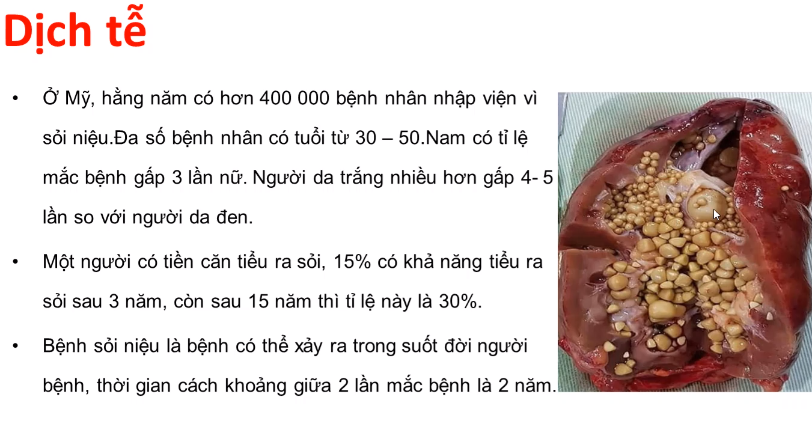 Dịch tễ
• Ở Mỹ, hằng năm có hơn 400 000 bệnh nhân nhập viện vì
sỏi niệu.Đa số bệnh nhân có tuổi từ 30 – 50.Nam có tỉ lệ
mắc bệnh gấp 3 lần nữ. Người da trắng nhiều hơn gấp 4- 5
lần so với người da đen.
• Một người có tiền căn tiểu ra sỏi, 15% có khả năng tiểu ra
sỏi sau 3 năm, còn sau 15 năm thì tỉ lệ này là 30%.
• Bệnh sỏi niệu là bệnh có thể xảy ra trong suốt đời người
bệnh, thời gian cách khoảng giữa 2 lần mắc bệnh là 2 năm.